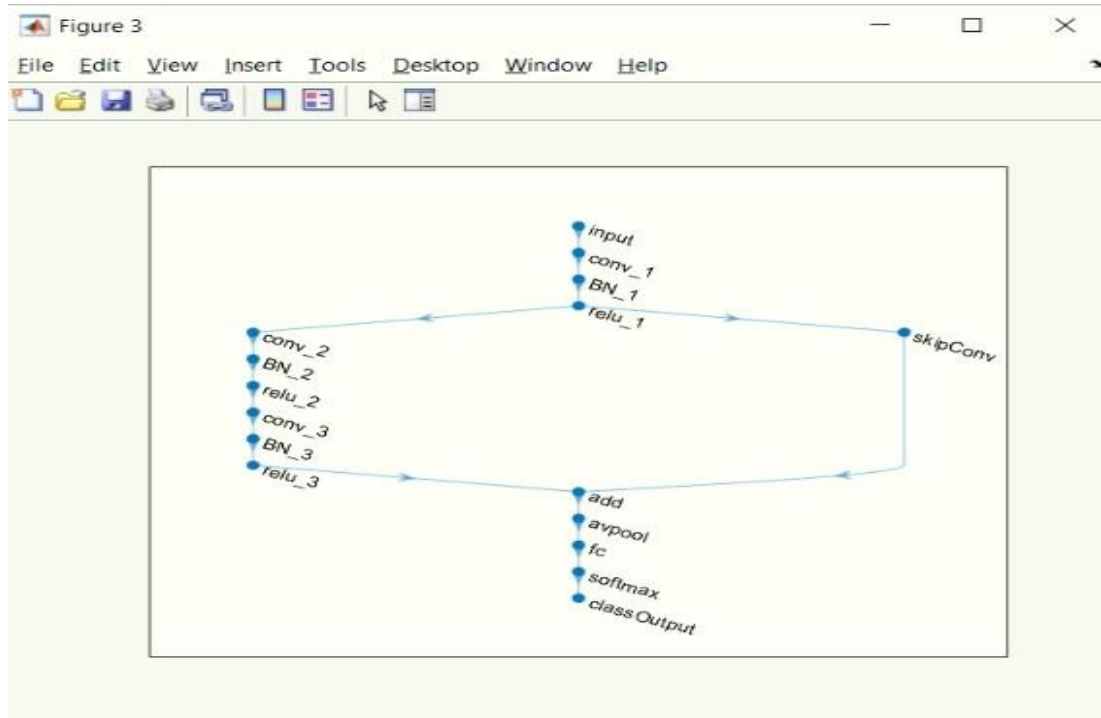 Figure 3
File Edit View Insert Tools Desktop Window Help
input
conv_1
BN_1
relu_1
conv_2
BN_2
relu_2
conv_3
BN_3
relu_3
skipConv
add
avpool
fc
softmax
classOutput